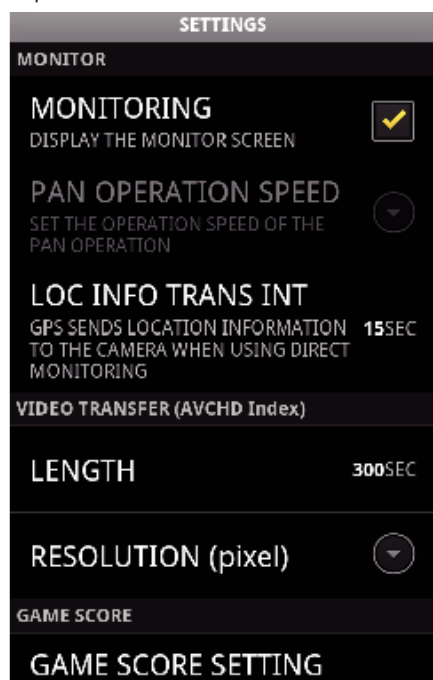 SETTINGS
MONITOR
MONITORING
DISPLAY THE MONITOR SCREEN
PAN OPERATION SPEED
SET THE OPERATION SPEED OF THE
PAN OPERATION
LOC INFO TRANS INT
GPS SENDS LOCATION INFORMATION 15SEC
TO THE CAMERA WHEN USING DIRECT
MONITORING
VIDEO TRANSFER (AVCHD Index)
LENGTH 300SEC
RESOLUTION (pixel)
GAME SCORE
GAME SCORE SETTING